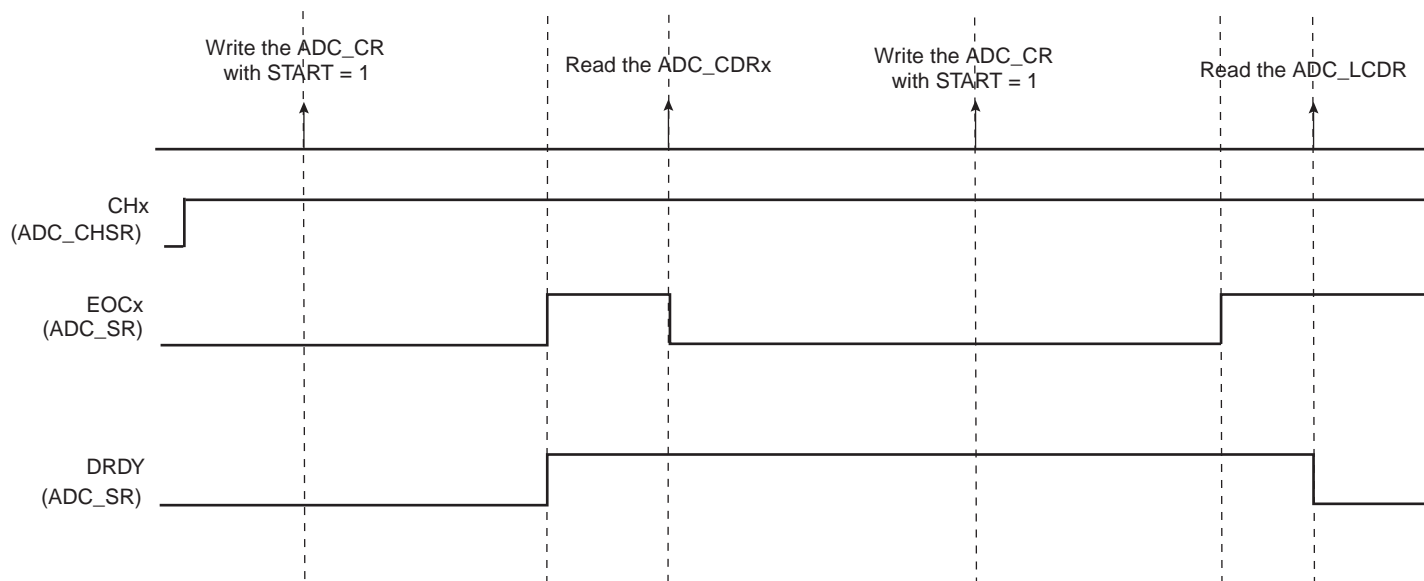 Write the ADC_CR
with START = 1
Read the ADC_CDRx
Write the ADC_CR
with START = 1
Read the ADC_LCDR
CHx
(ADC_CHSR)
EOCx
(ADC_SR)
DRDY
(ADC_SR)